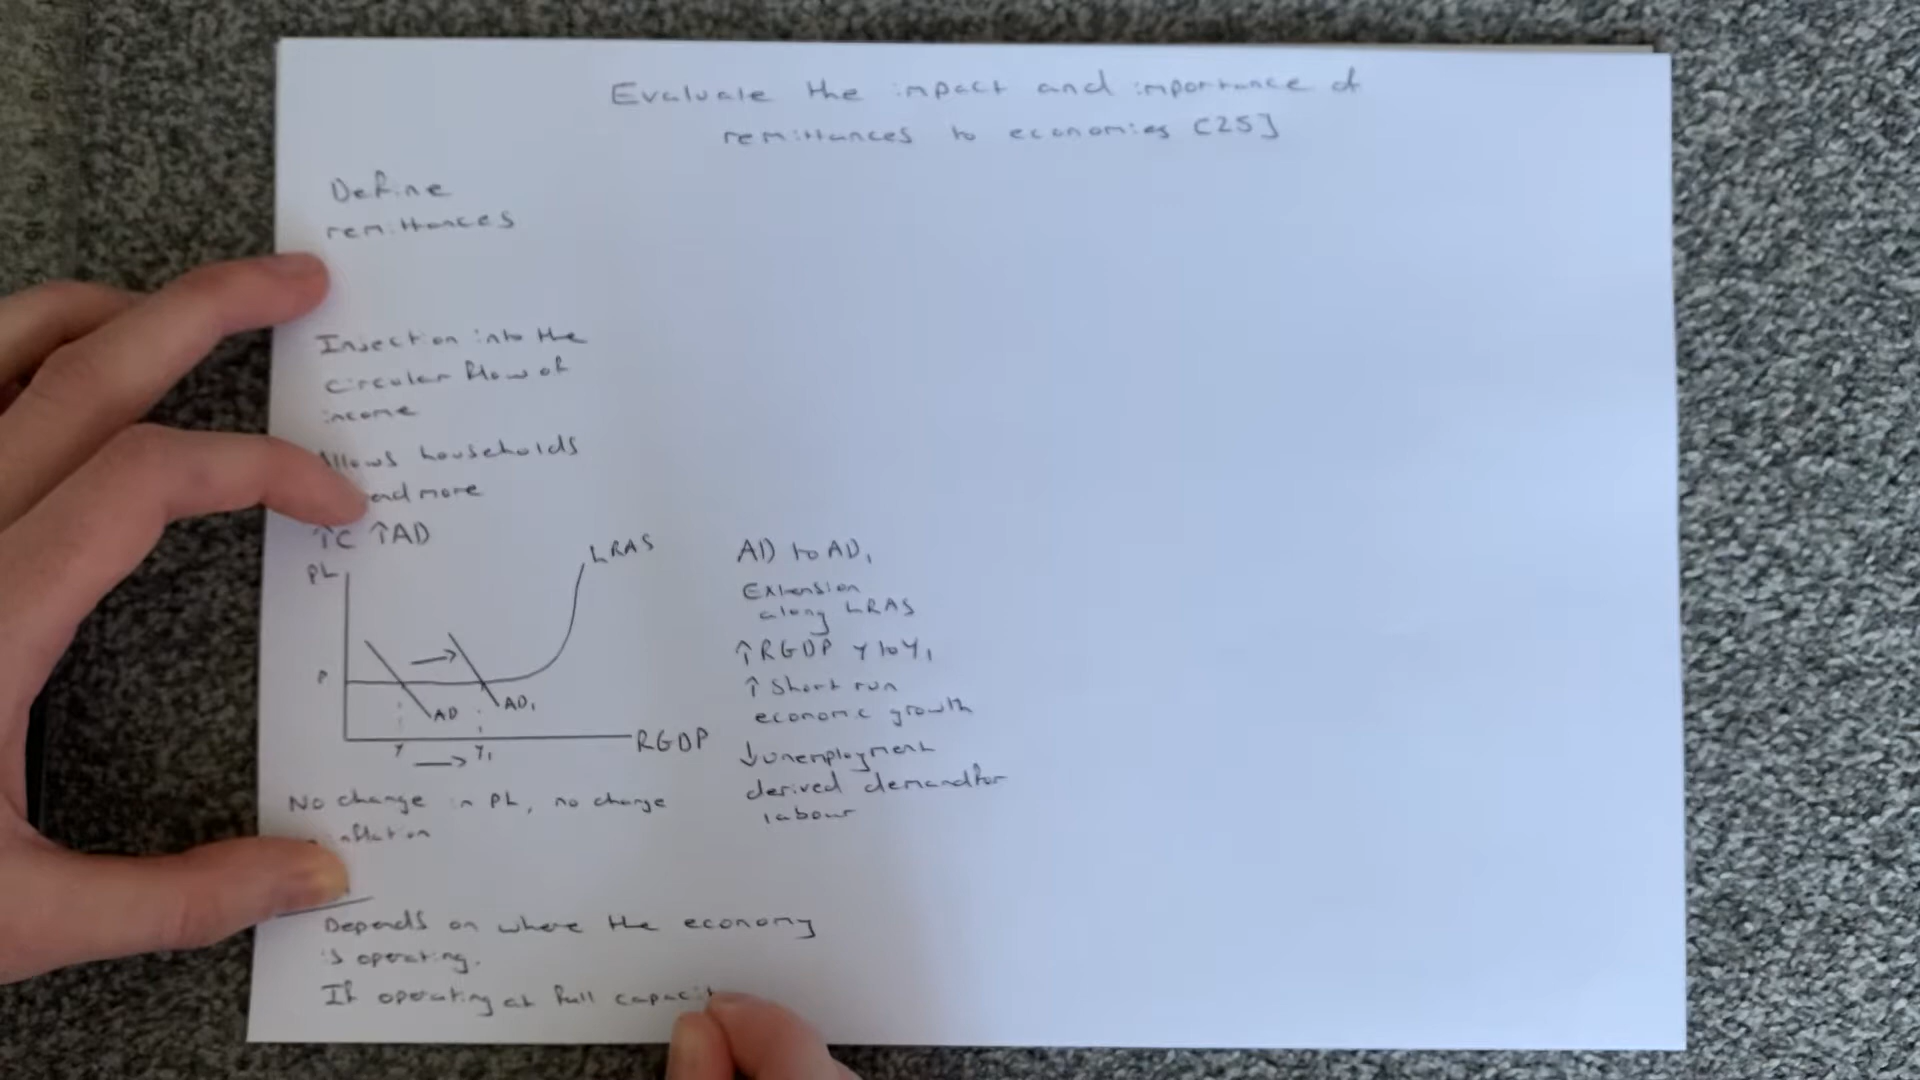 Evaluate the impact and importance of
remittances to economies [25]
Define
remittances
Injection into the
circular flow of
income
Allows households
more
↑C ↑AD
PL
LRAS
P
AD
AD₁
Y
Y₁
RGDP
No change in PL, no change
inflation
AD to AD₁
Extension
along LRAS
↑RGDP Y to Y₁
↑ Short run
economic growth
↓unemployment
derived demand for
labour
Depends on where the economy
is operating.
If operating at full capacit